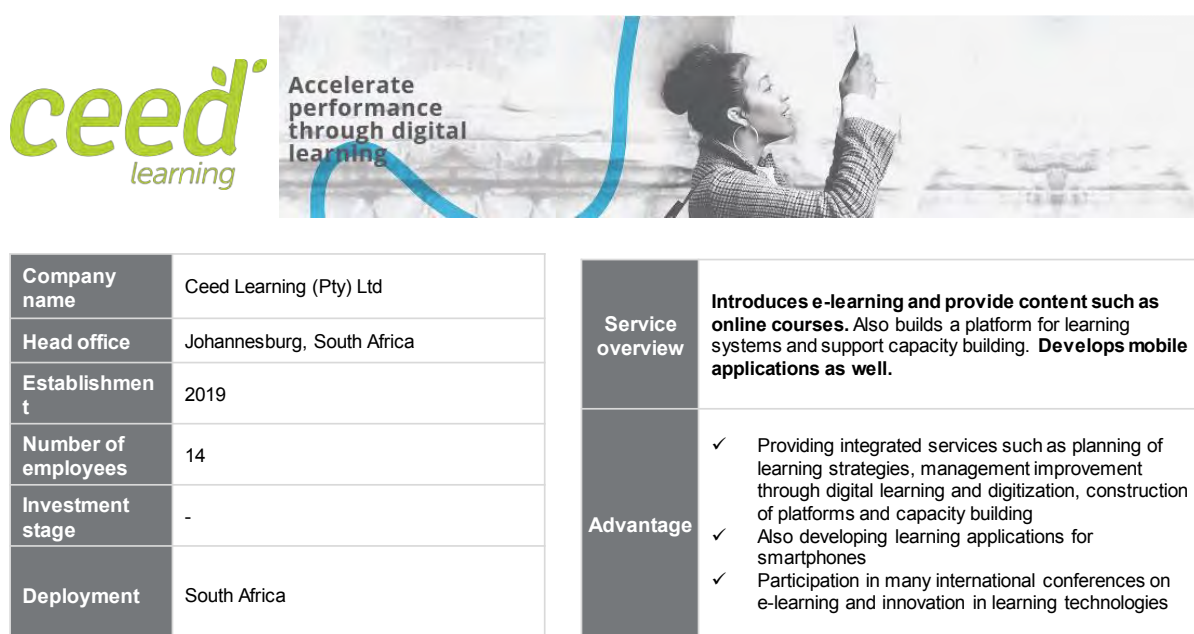 ceed
learning
Accelerate
performance
through digital
learning
Company
name
Ceed Learning (Pty) Ltd
Head office
Johannesburg, South Africa
Establishmen
t
2019
Number of
employees
14
Investment
stage
-
Deployment
South Africa
Service
overview
Introduces e-learning and provide content such as
online courses. Also builds a platform for learning
systems and support capacity building. Develops mobile
applications as well.
Advantage
✓ Providing integrated services such as planning of
learning strategies, management improvement
through digital learning and digitization, construction
of platforms and capacity building
✓ Also developing learning applications for
smartphones
✓ Participation in many international conferences on
e-learning and innovation in learning technologies